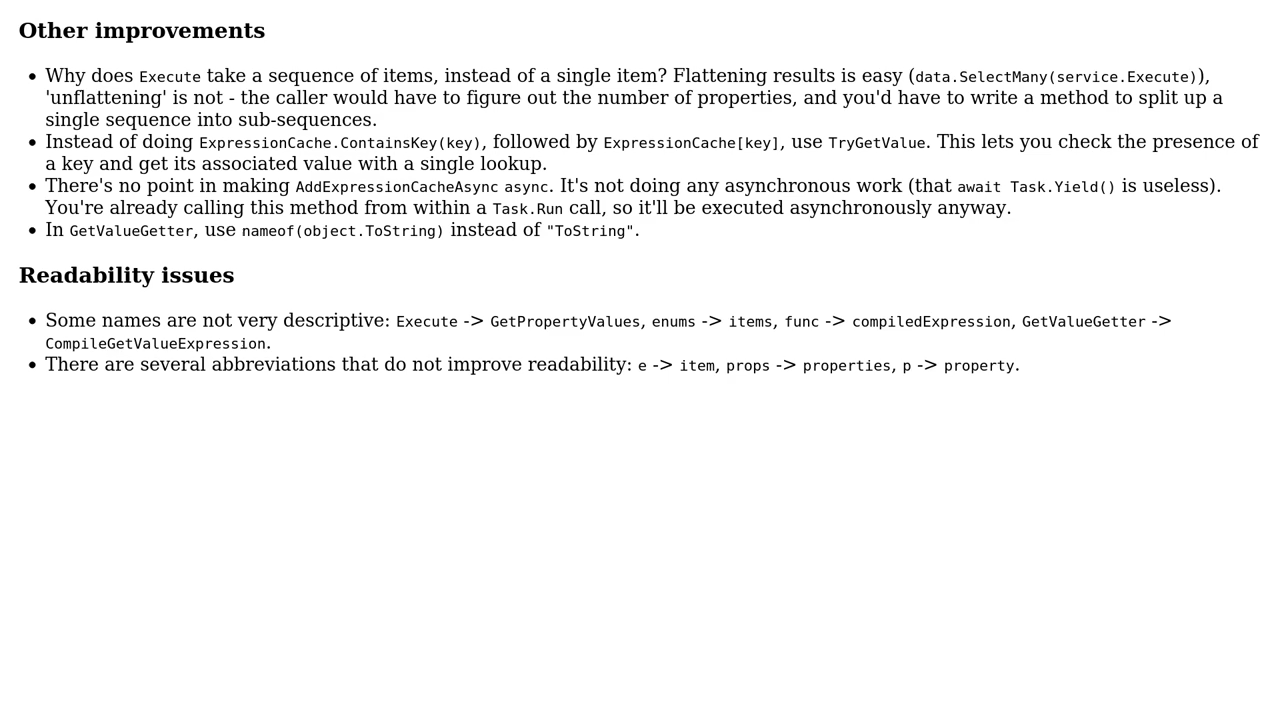 Other improvements
• Why does Execute take a sequence of items, instead of a single item? Flattening results is easy (data.SelectMany(service.Execute)),
'unflattening' is not - the caller would have to figure out the number of properties, and you'd have to write a method to split up a
single sequence into sub-sequences.
• Instead of doing ExpressionCache.ContainsKey(key), followed by ExpressionCache[key], use TryGetValue. This lets you check the presence of
a key and get its associated value with a single lookup.
• There's no point in making AddExpressionCacheAsync async. It's not doing any asynchronous work (that await Task.Yield() is useless).
You're already calling this method from within a Task.Run call, so it'll be executed asynchronously anyway.
• In GetValueGetter, use nameof(object.ToString) instead of "ToString".
Readability issues
• Some names are not very descriptive: Execute -> GetPropertyValues, enums -> items, func -> compiledExpression, GetValueGetter ->
CompileGetValueExpression.
• There are several abbreviations that do not improve readability: e -> item, props -> properties, p -> property.